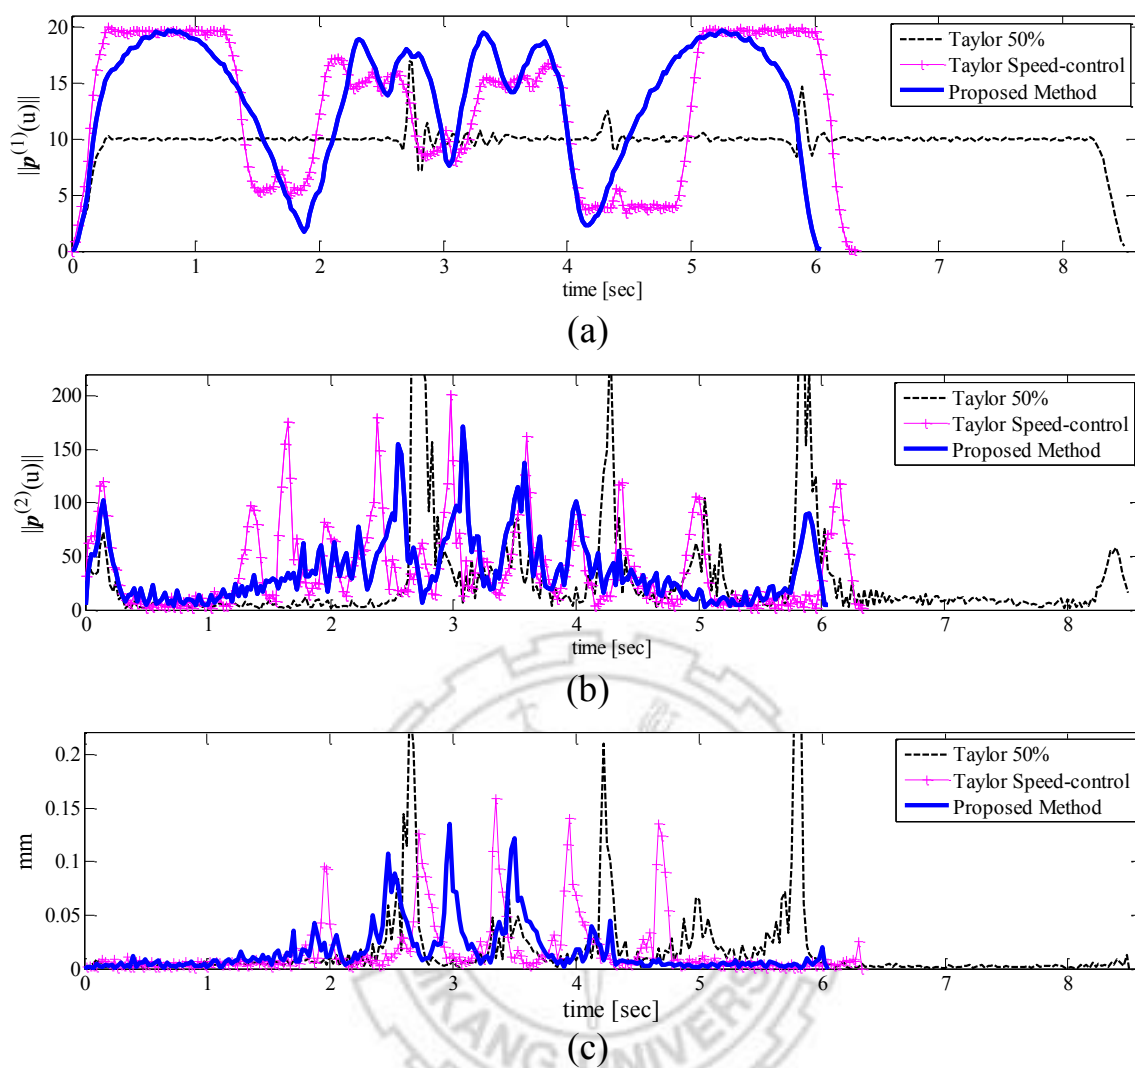 20
15
10
5
0
||p^(1)(u)||
Taylor 50%
Taylor Speed-control
Proposed Method
0 1 2 3 4 5 6 7 8
time [sec]
(a)
200
150
100
50
0
||p^(2)(u)||
Taylor 50%
Taylor Speed-control
Proposed Method
0 1 2 3 4 5 6 7 8
time [sec]
(b)
0.2
0.15
0.1
0.05
0
mm
Taylor 50%
Taylor Speed-control
Proposed Method
0 1 2 3 4 5 6 7 8
time [sec]
(c)